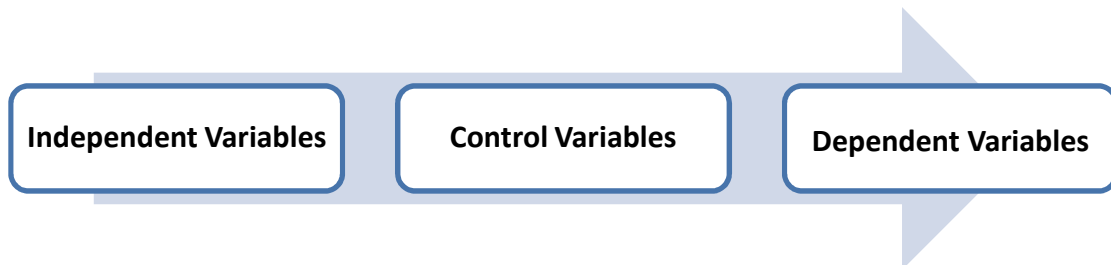 Independent Variables
Control Variables
Dependent Variables